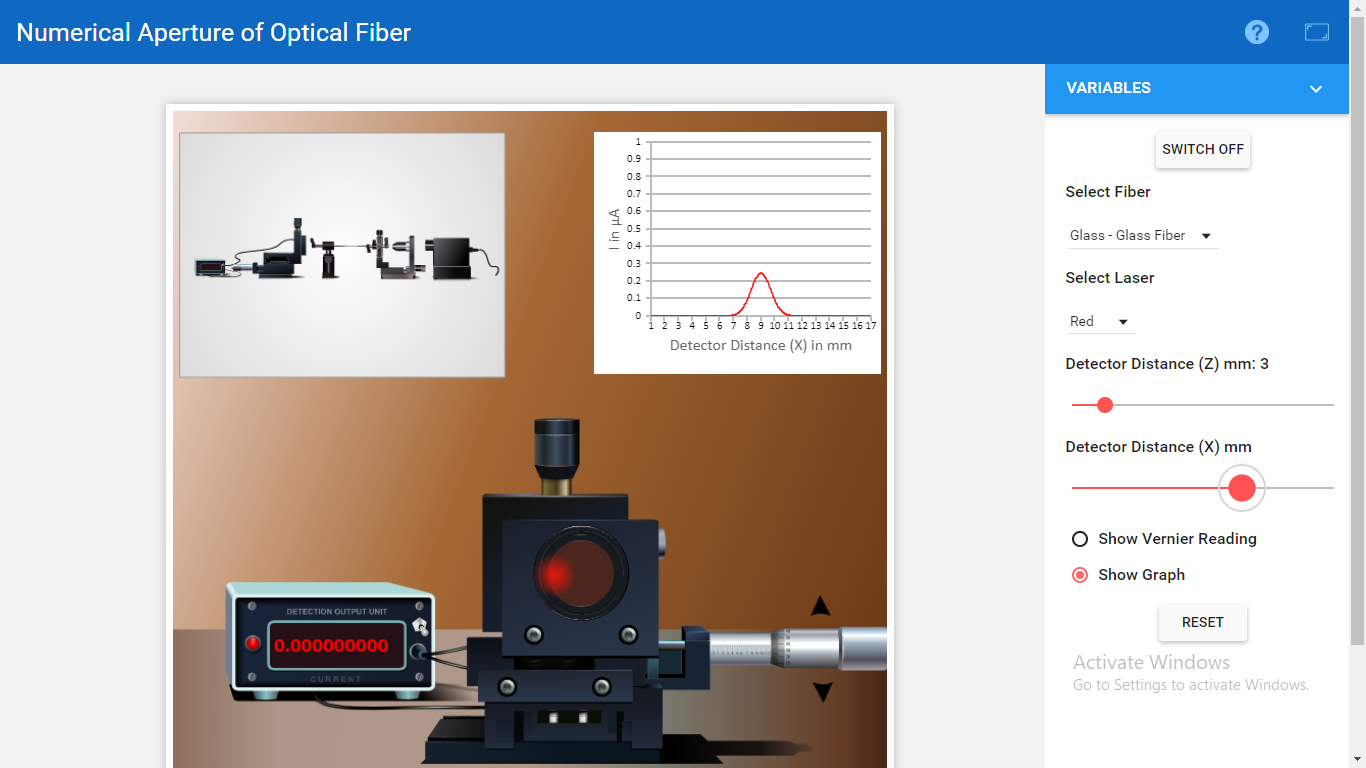 Numerical Aperture of Optical Fiber
?
VARIABLES
SWITCH OFF
Select Fiber
Glass - Glass Fiber
Select Laser
Red
Detector Distance (Z) mm: 3
Detector Distance (X) mm
Show Vernier Reading
Show Graph
RESET
Activate Windows
Go to Settings to activate Windows.
1
0.9
0.8
0.7
0.6
0.5
0.4
0.3
0.2
0.1
0
I in µA
1 2 3 4 5 6 7 8 9 10 11 12 13 14 15 16 17
Detector Distance (X) in mm
DETECTION OUTPUT UNIT
0.000000000
CURRENT